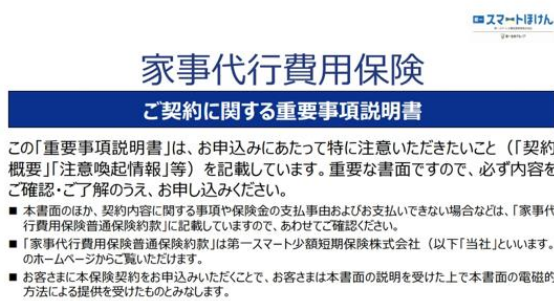 スマートほけん
家事代行費用保険
ご契約に関する重要事項説明書
この「重要事項説明書」は、お申込みにあたって特に注意いただきたいこと（「契約
概要」「注意喚起情報」等）を記載しています。重要な書面ですので、必ず内容を
ご確認・ご了解のうえ、お申し込みください。
■ 本書面のほか、契約内容に関する事項や保険金の支払事由およびお支払いできない場合などは、「家事代
行費用保険普通保険約款」に記載していますので、あわせてご確認ください。
■ 「家事代行費用保険普通保険約款」は第一スマート少額短期保険株式会社（以下「当社」といいます。
のホームページからご覧いただけます。
■ お客さまに本保険契約をお申込みいただくことで、お客さまは本書面の説明を受けた上で本書面の電磁的
方法による提供を受けたものとみなします。